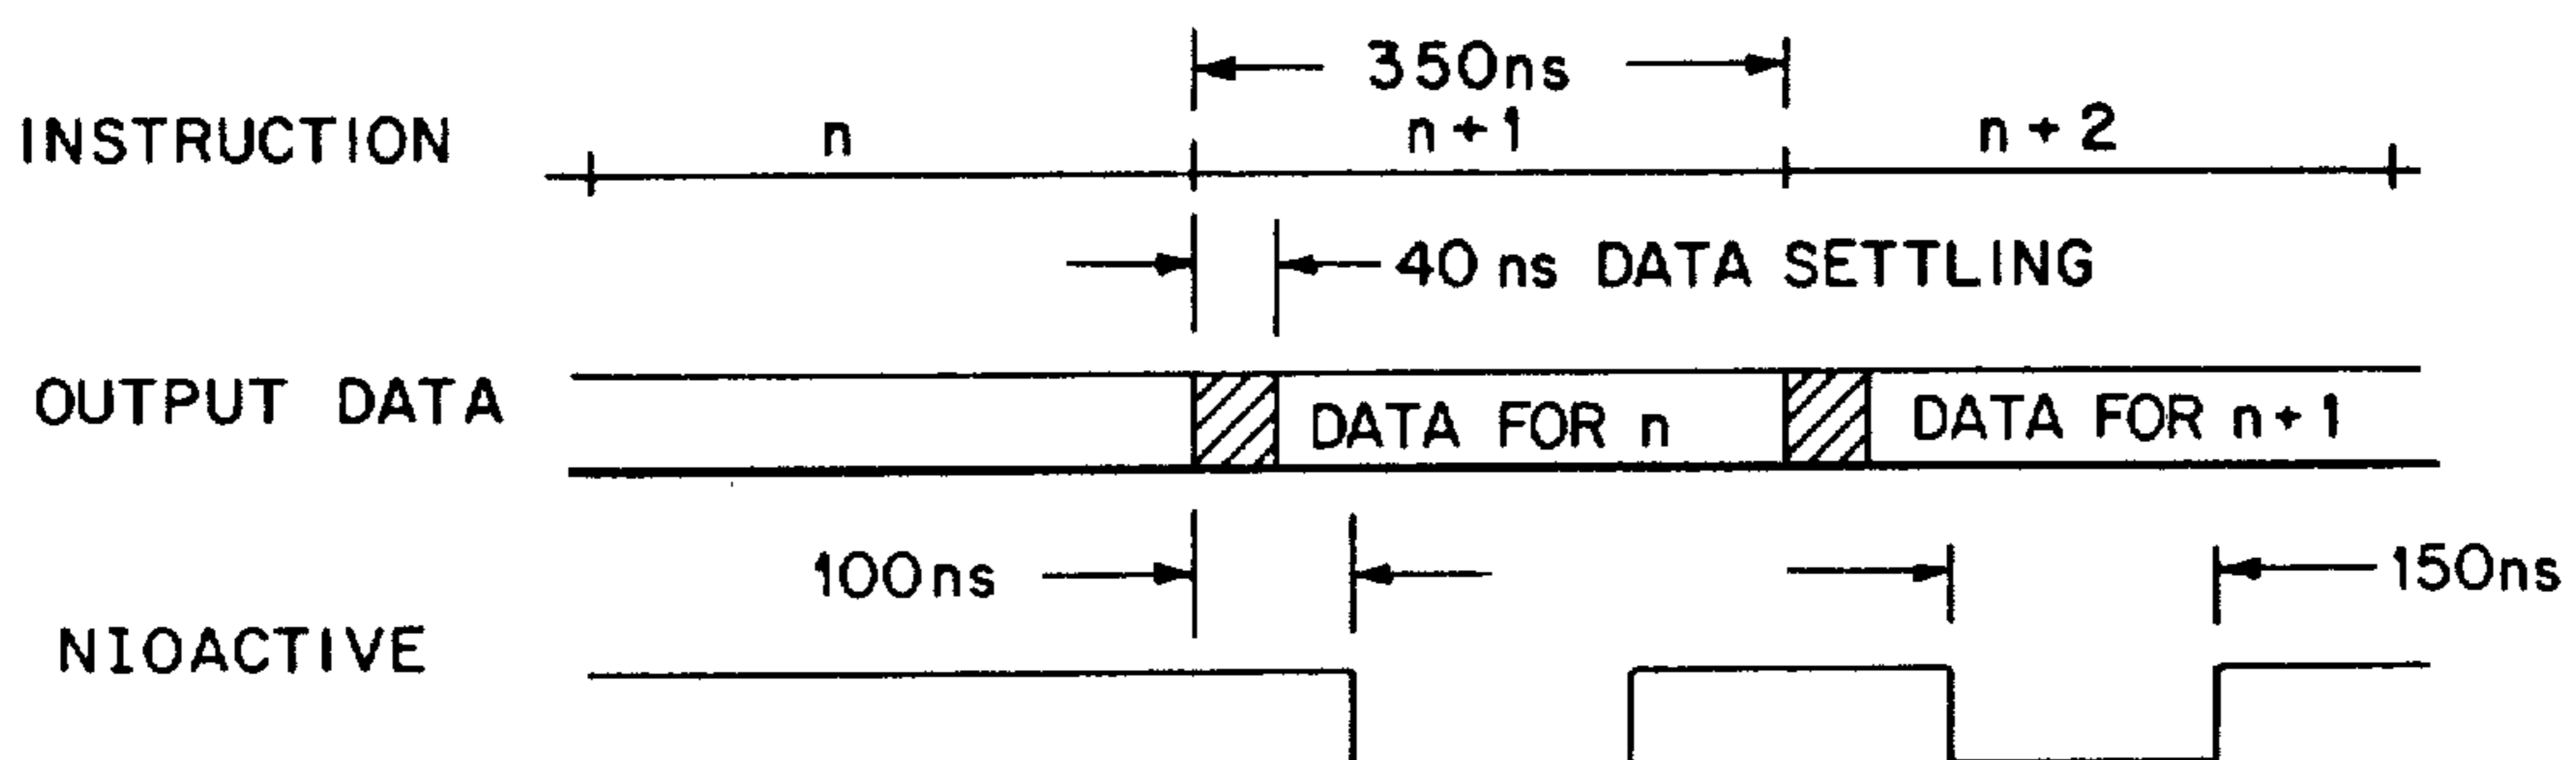 350ns
INSTRUCTION n n+1 n+2
40 ns DATA SETTLING
OUTPUT DATA DATA FOR n DATA FOR n+1
100ns 150ns
NIOACTIVE